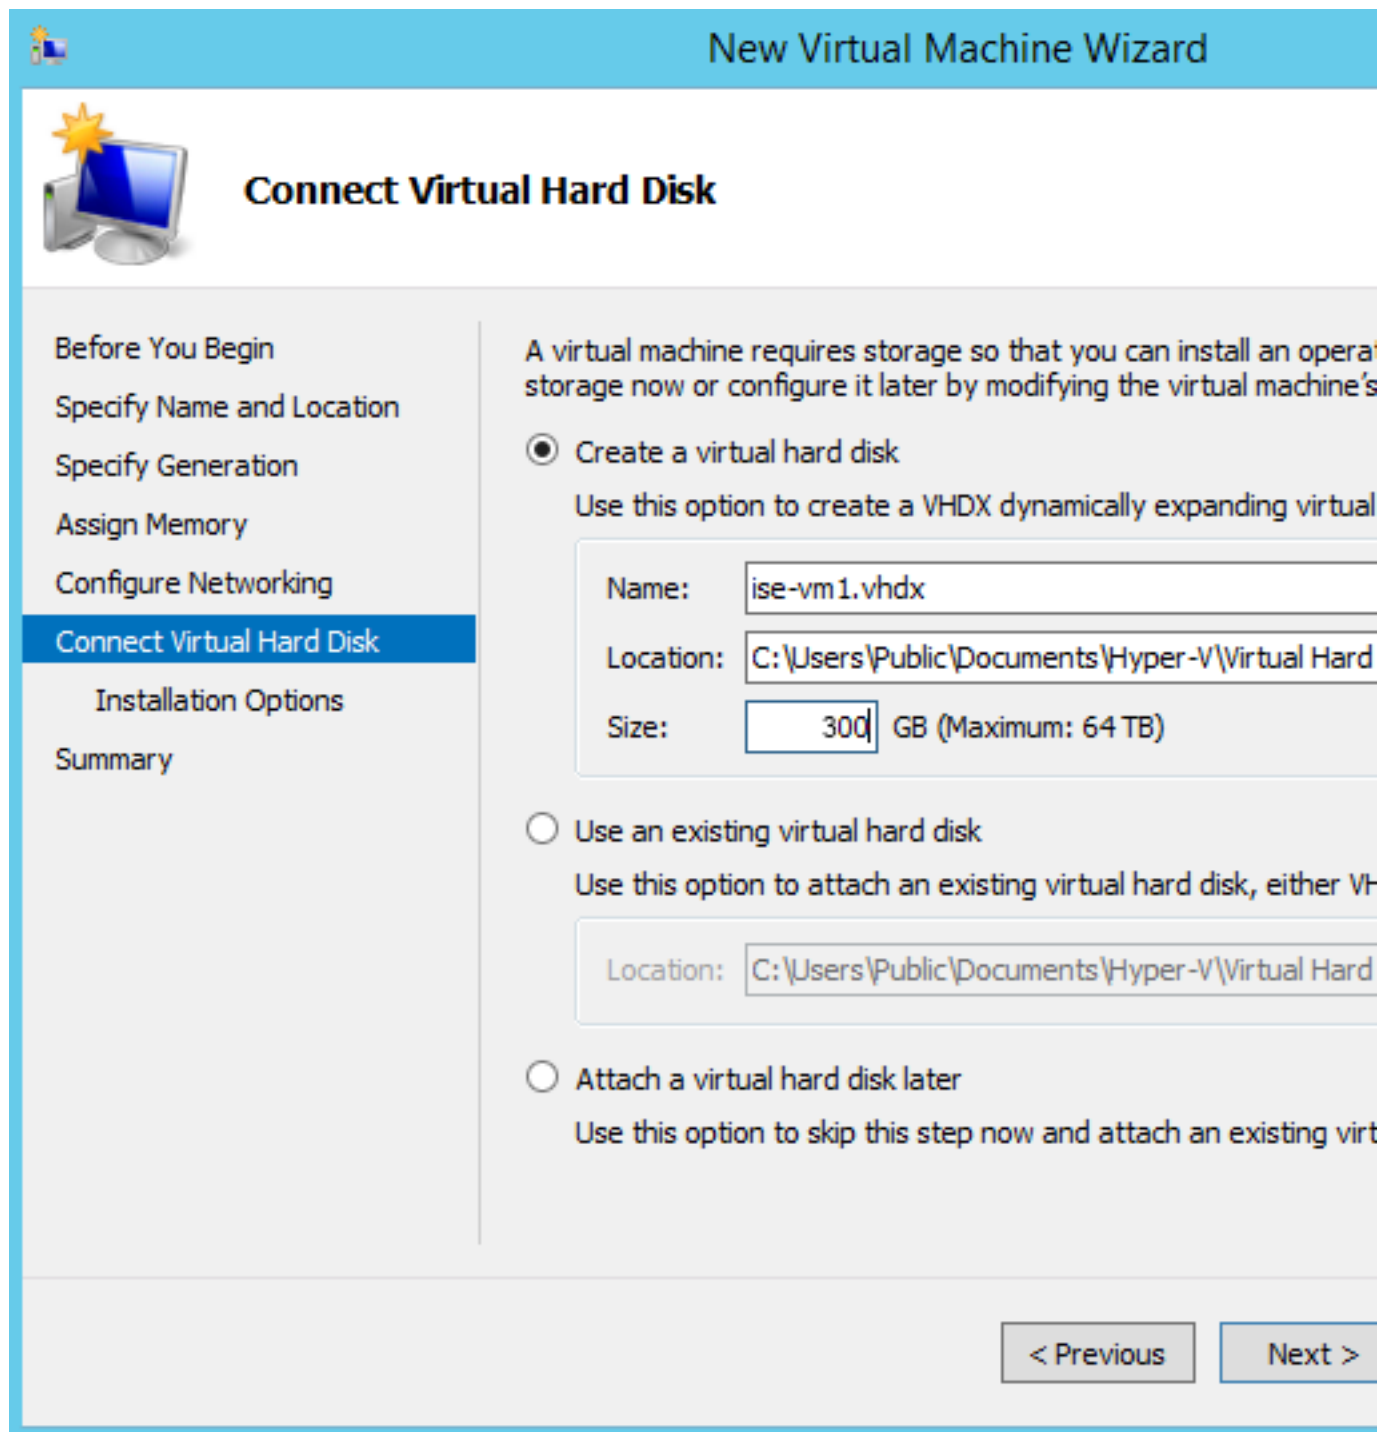 New Virtual Machine Wizard
Connect Virtual Hard Disk
Before You Begin
Specify Name and Location
Specify Generation
Assign Memory
Configure Networking
Connect Virtual Hard Disk
Installation Options
Summary
A virtual machine requires storage so that you can install an
storage now or configure it later by modifying the virtual machine's
Create a virtual hard disk
Use this option to create a VHDX dynamically expanding virtual
Name: ise-vm1.vhdx
Location: C:\Users\Public\Documents\Hyper-V\Virtual Hard
Size: 300 GB (Maximum: 64 TB)
Use an existing virtual hard disk
Use this option to attach an existing virtual hard disk, either
Location: C:\Users\Public\Documents\Hyper-V\Virtual Hard
Attach a virtual hard disk later
Use this option to skip this step now and attach an existing
< Previous
Next >